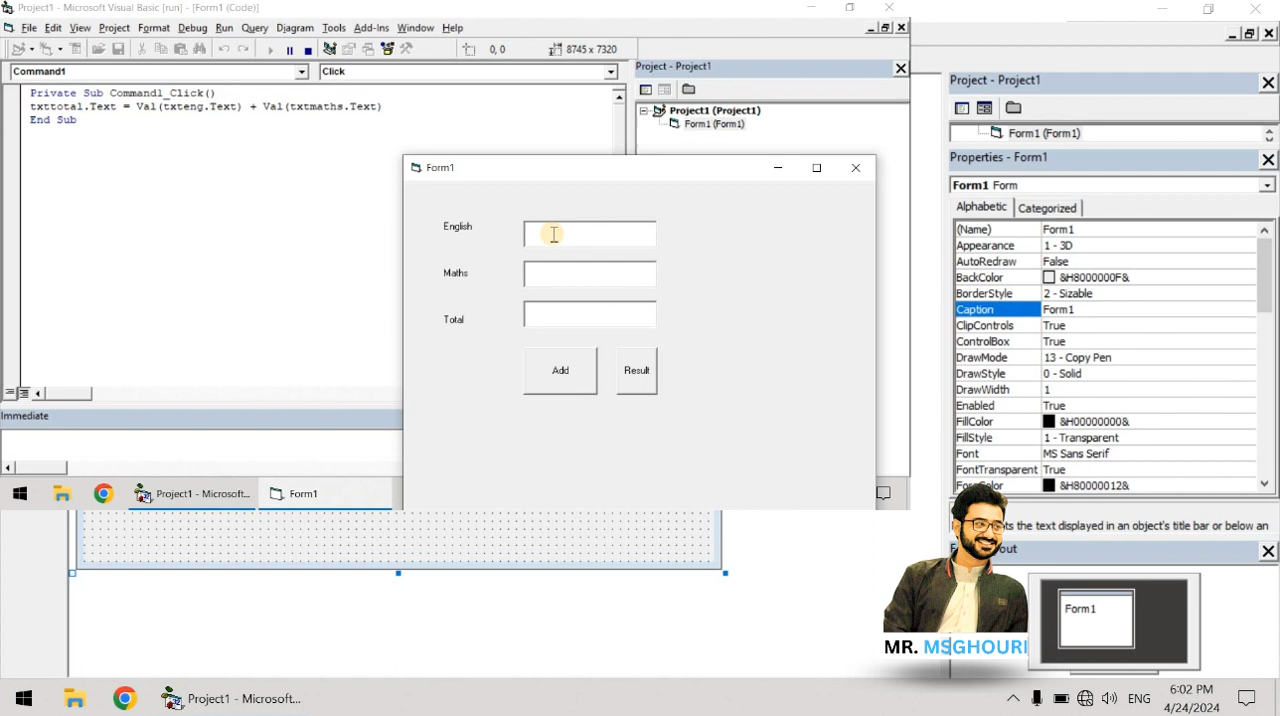 Project1 - Microsoft Visual Basic [run] - [Form1 (Code)]
File Edit View Project Format Debug Run Query Diagram Tools Add-Ins Window Help
0, 0 8745 x 7320
Command1 Click
Private Sub Command1_Click()
txttotal.Text = Val(txteng.Text) + Val(txtmaths.Text)
End Sub
Immediate
Project - Project1
Project1 (Project1)
Form1 (Form1)
Form1
English
Maths
Total
Add Result
Project1 - Microsoft... Form1
Project - Project1
Form1 (Form1)
Properties - Form1
Form1 Form
Alphabetic Categorized
(Name) Form1
Appearance 1 - 3D
AutoRedraw False
BackColor &H8000000F&
BorderStyle 2 - Sizable
Caption Form1
ClipControls True
ControlBox True
DrawMode 13 - Copy Pen
DrawStyle 0 - Solid
DrawWidth 1
Enabled True
FillColor &H00000000&
FillStyle 1 - Transparent
Font MS Sans Serif
FontTransparent True
&H80000012&
the text displayed in an object's title bar or below an
Form1
MR. MSGHOURI
Project1 - Microsoft...
ENG
6:02 PM
4/24/2024